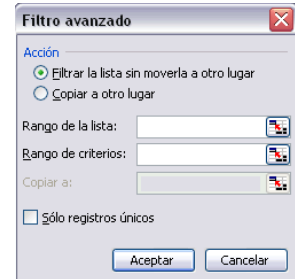 Filtro avanzado
Acción
Filtrar la lista sin moverla a otro lugar
Copiar a otro lugar
Rango de la lista:
Rango de criterios:
Copiar a:
Sólo registros únicos
Aceptar Cancelar